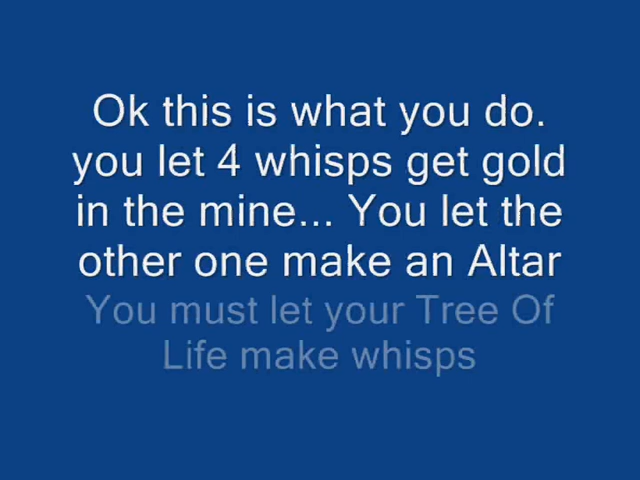 Ok this is what you do.
you let 4 whisps get gold
in the mine... You let the
other one make an Altar
You must let your Tree Of
Life make whisps